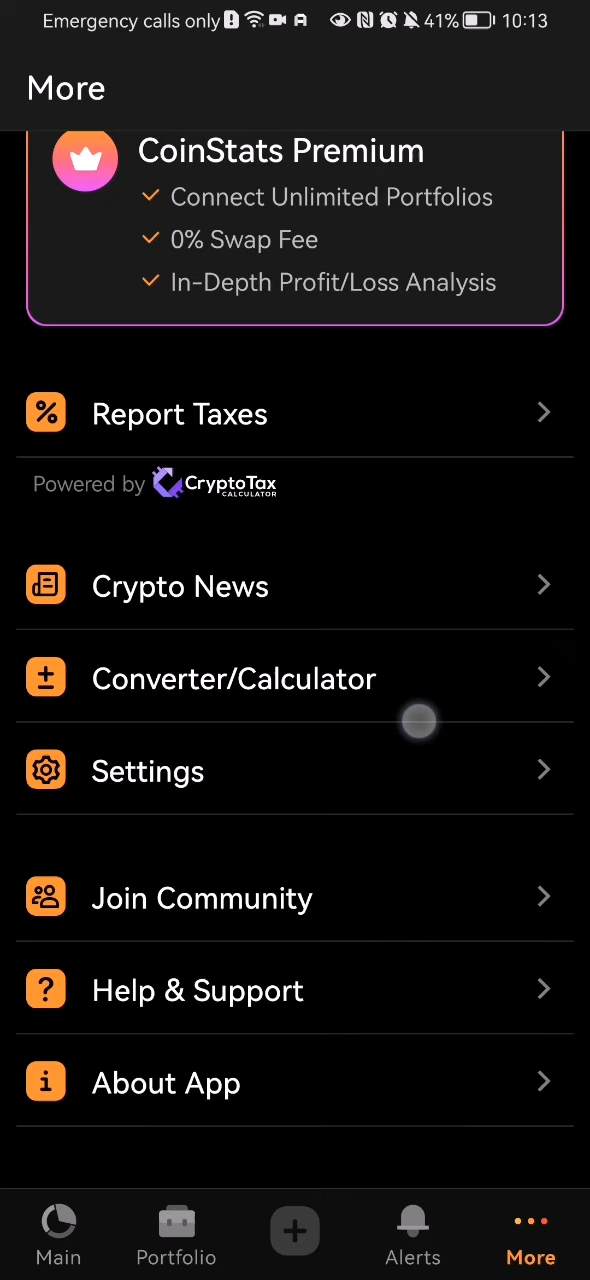 Emergency calls only 41% 10:13
More
CoinStats Premium
Connect Unlimited Portfolios
0% Swap Fee
In-Depth Profit/Loss Analysis
Report Taxes
Powered by CryptoTax
CALCULATOR
Crypto News
Converter/Calculator
Settings
Join Community
Help & Support
About App
Main Portfolio Alerts More